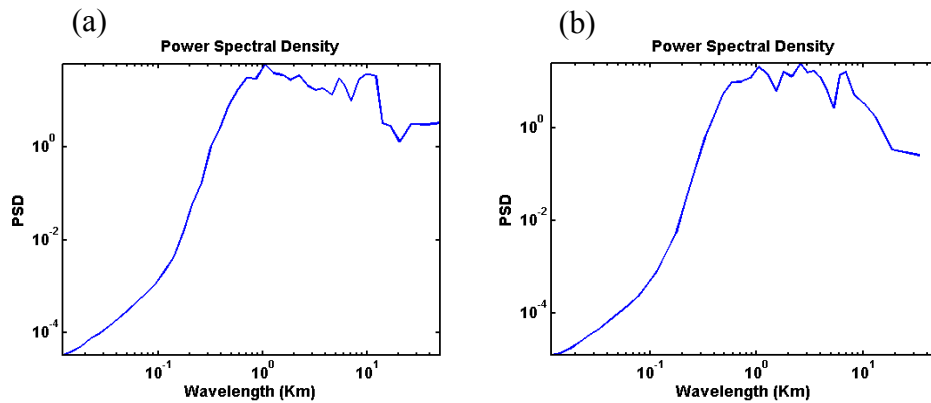 (a)
Power Spectral Density
PSD
10^0
10^-2
10^-4
10^-1
10^0
10^1
Wavelength (Km)
(b)
Power Spectral Density
PSD
10^0
10^-2
10^-4
10^-1
10^0
10^1
Wavelength (Km)